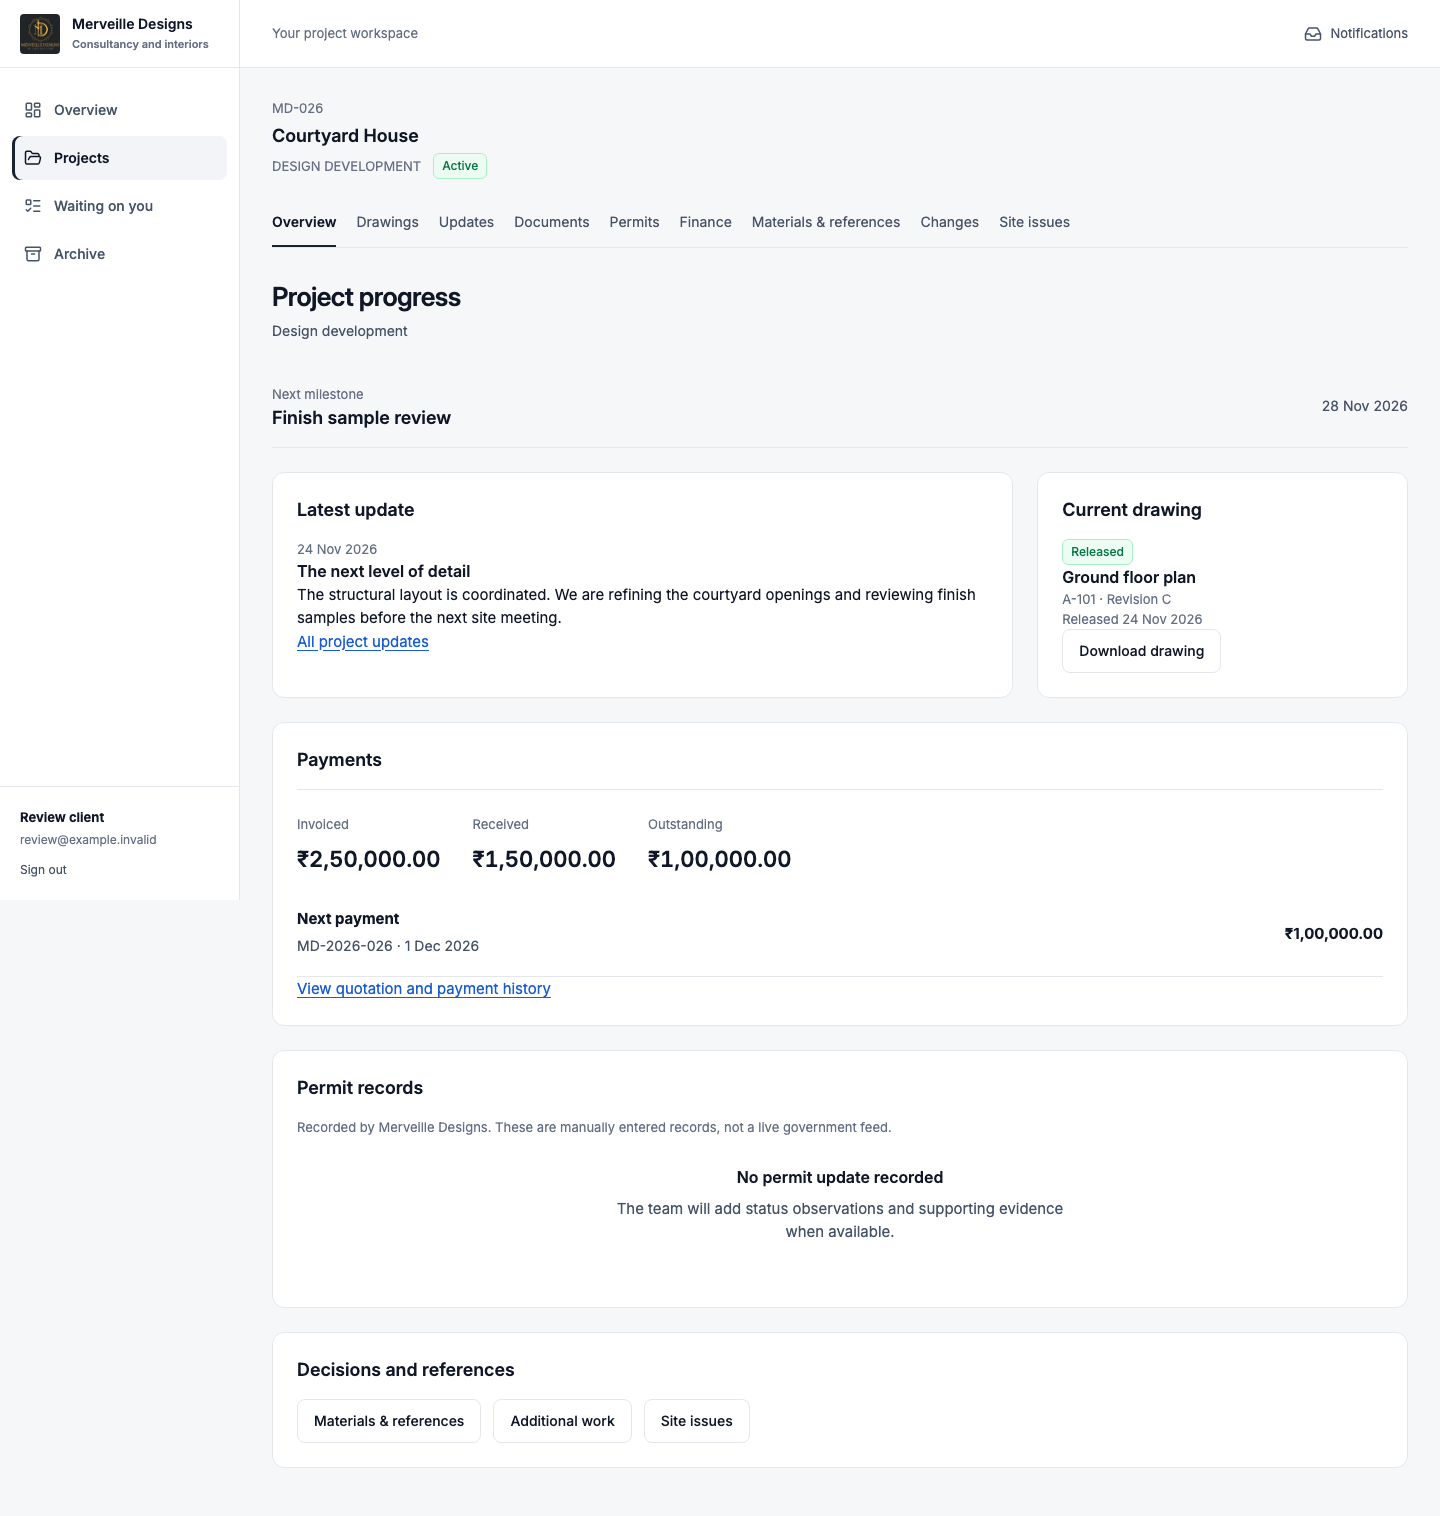 Merveille Designs
Consultancy and interiors
Your project workspace
Notifications
Overview
Projects
Waiting on you
Archive
Review client
review@example.invalid
Sign out
MD-026
Courtyard House
DESIGN DEVELOPMENT Active
Overview Drawings Updates Documents Permits Finance Materials & references Changes Site issues
Project progress
Design development
Next milestone
Finish sample review
28 Nov 2026
Latest update
24 Nov 2026
The next level of detail
The structural layout is coordinated. We are refining the courtyard openings and reviewing finish
samples before the next site meeting.
All project updates
Current drawing
Released
Ground floor plan
A-101 · Revision C
Released 24 Nov 2026
Download drawing
Payments
Invoiced Received Outstanding
₹2,50,000.00 ₹1,50,000.00 ₹1,00,000.00
Next payment
MD-2026-026 · 1 Dec 2026
₹1,00,000.00
View quotation and payment history
Permit records
Recorded by Merveille Designs. These are manually entered records, not a live government feed.
No permit update recorded
The team will add status observations and supporting evidence
when available.
Decisions and references
Materials & references Additional work Site issues